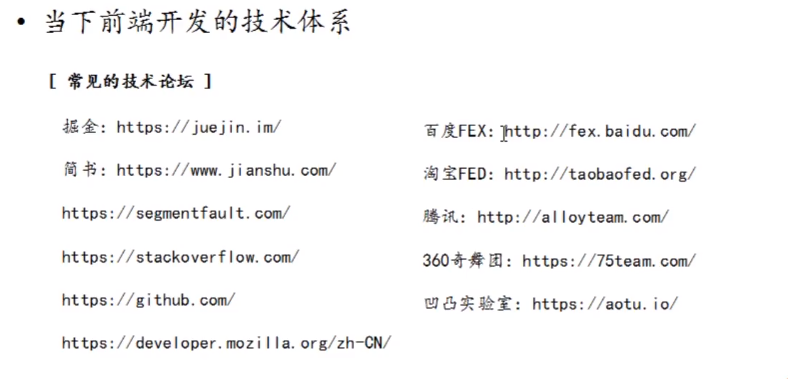 • 当下前端开发的技术体系
[ 常见的技术论坛 ]
掘金：https://juejin.im/
简书：https://www.jianshu.com/
https://segmentfault.com/
https://stackoverflow.com/
https://github.com/
https://developer.mozilla.org/zh-CN/
百度FEX：http://fex.baidu.com/
淘宝FED：http://taobaofed.org/
腾讯：http://alloyteam.com/
360奇舞团：https://75team.com/
凹凸实验室：https://aotu.io/